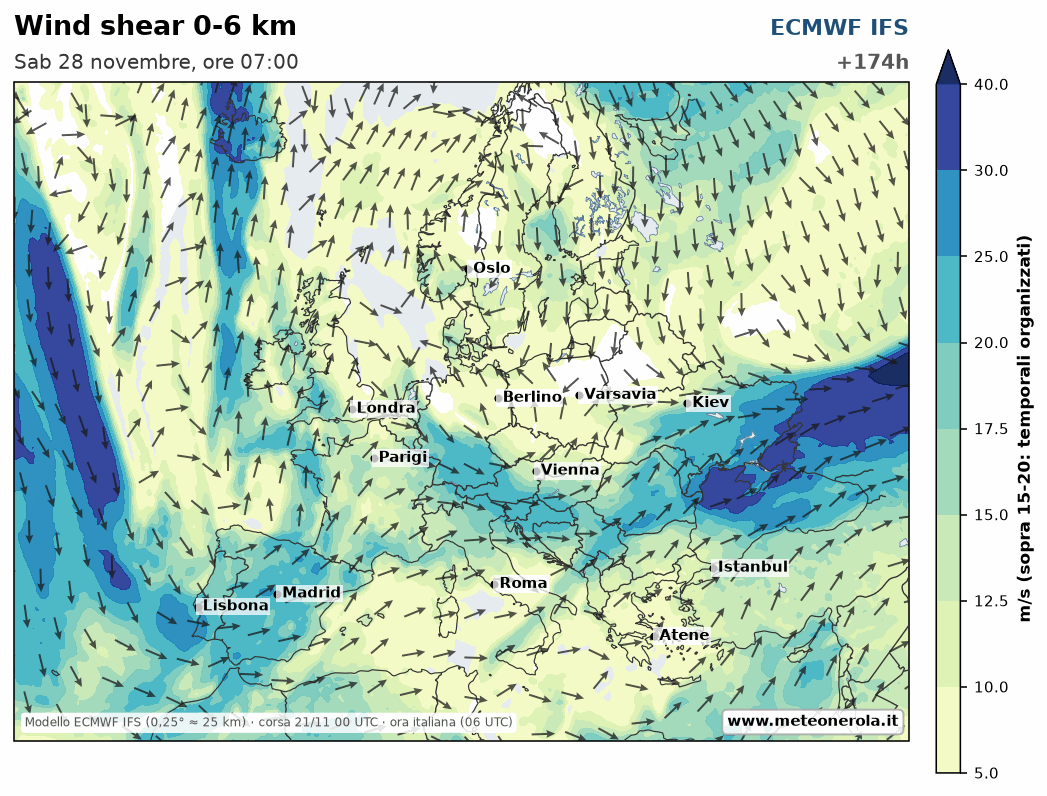 Wind shear 0-6 km
ECMWF IFS
Sab 28 novembre, ore 07:00
+174h
40.0
30.0
25.0
20.0
17.5
15.0
12.5
10.0
5.0
m/s (sopra 15-20: temporali organizzati)
Oslo
Berlino
Varsavia
Kiev
Londra
Parigi
Vienna
Istanbul
Roma
Madrid
Lisbona
Atene
Modello ECMWF IFS (0,25° ≈ 25 km) · corsa 21/11 00 UTC · ora italiana (06 UTC)
www.meteonerola.it